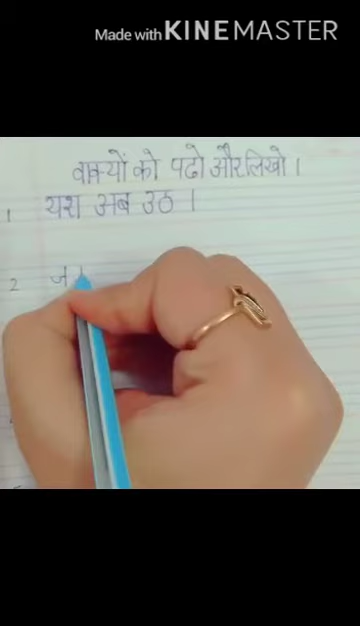 Made with KINEMASTER
वाक्यों को पढो और लिखो ।
1 यश अब उठ ।
2 ज